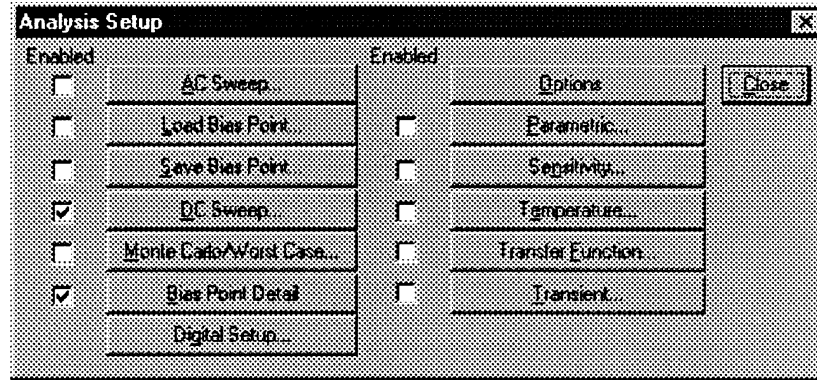 Analysis Setup
Enabled Enabled
AC Sweep... Options Close
Load Bias Point... Parametric...
Save Bias Point... Sensitivity...
DC Sweep... Temperature...
Monte Carlo/Worst Case... Transfer Function...
Bias Point Detail Transient...
Digital Setup...